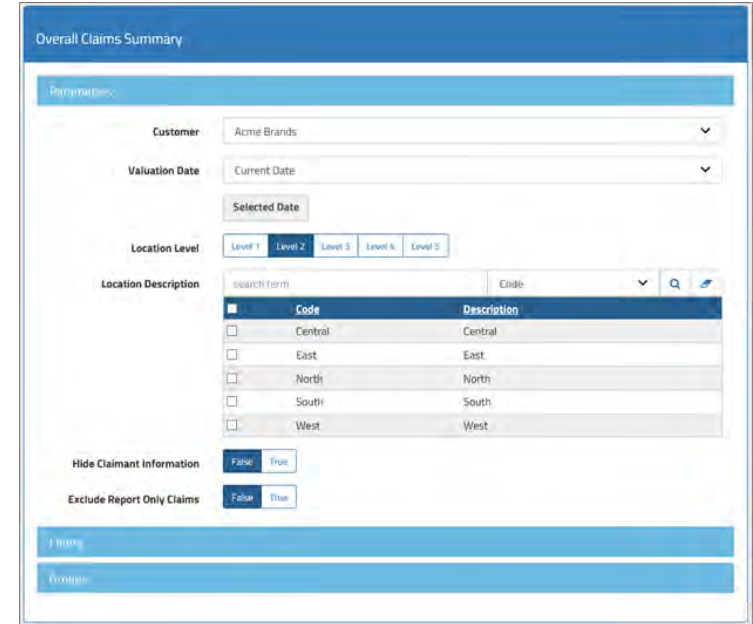 Overall Claims Summary
Parameters
Customer Acme Brands
Valuation Date Current Date
Selected Date
Location Level Level 1 Level 2 Level 3 Level 4 Level 5
Location Description search term Code
Code Description
Central Central
East East
North North
South South
West West
Hide Claimant Information False True
Exclude Report Only Claims False True
Filters
Groups